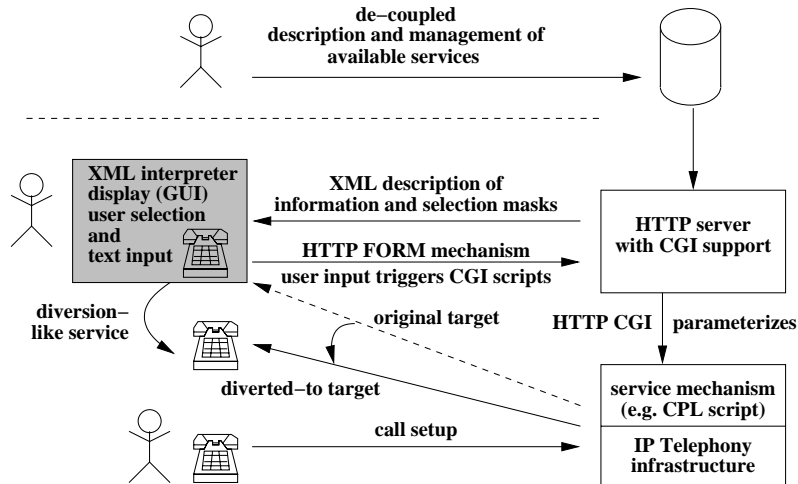 de−coupled
description and management of
available services
XML interpreter
display (GUI)
user selection
and
text input
XML description of
information and selection masks
HTTP server
with CGI support
HTTP FORM mechanism
user input triggers CGI scripts
diversion−
like service
original target
HTTP CGI
parameterizes
diverted−to target
service mechanism
(e.g. CPL script)
call setup
IP Telephony
infrastructure